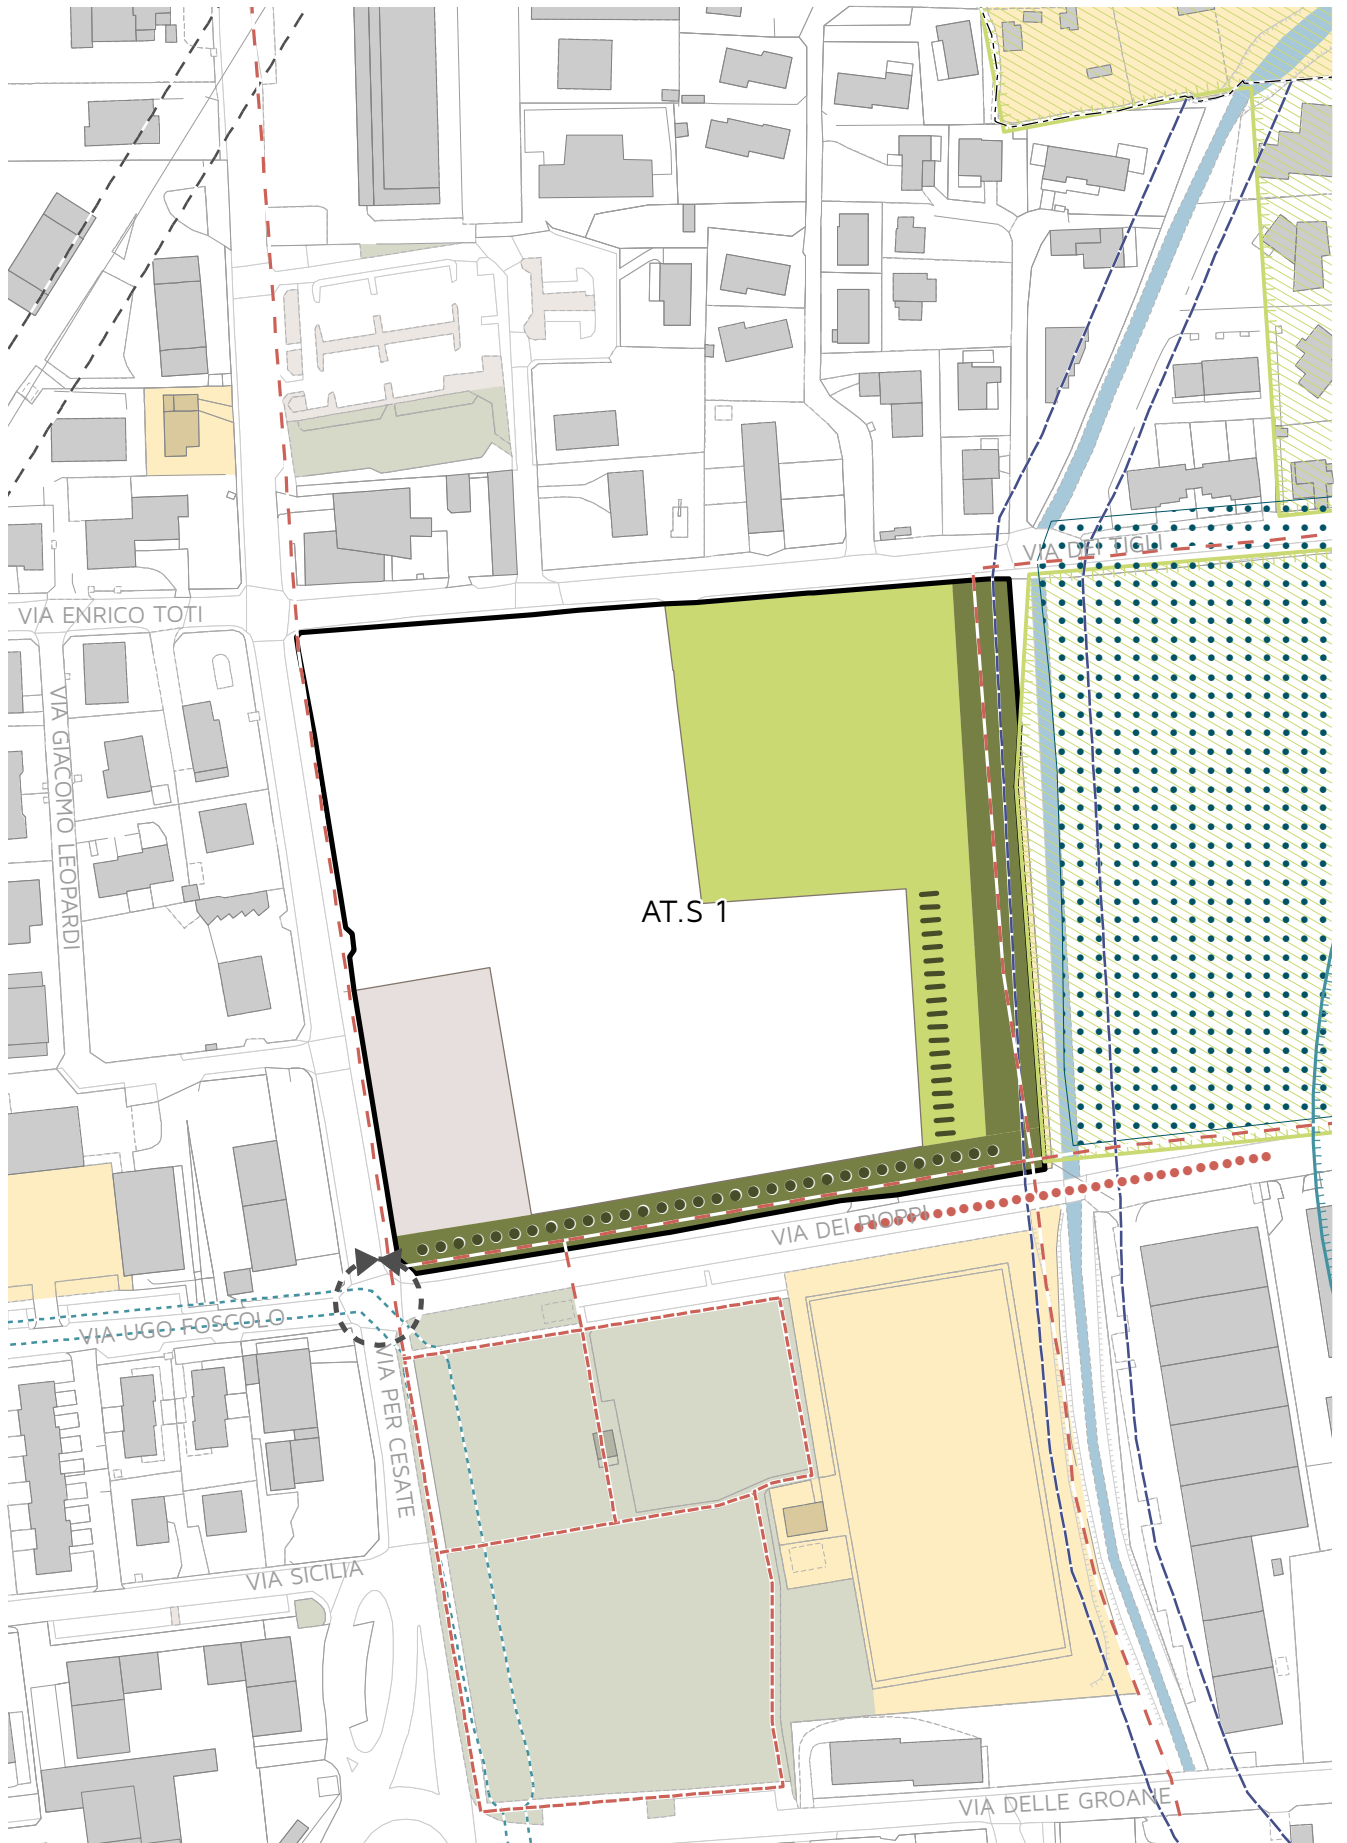 VIA DEI TIGLI
VIA ENRICO TOTI
VIA GIACOMO LEOPARDI
AT.S 1
VIA DEI PIOPPI
VIA UGO FOSCOLO
VIA PER CESATE
VIA SICILIA
VIA DELLE GROANE